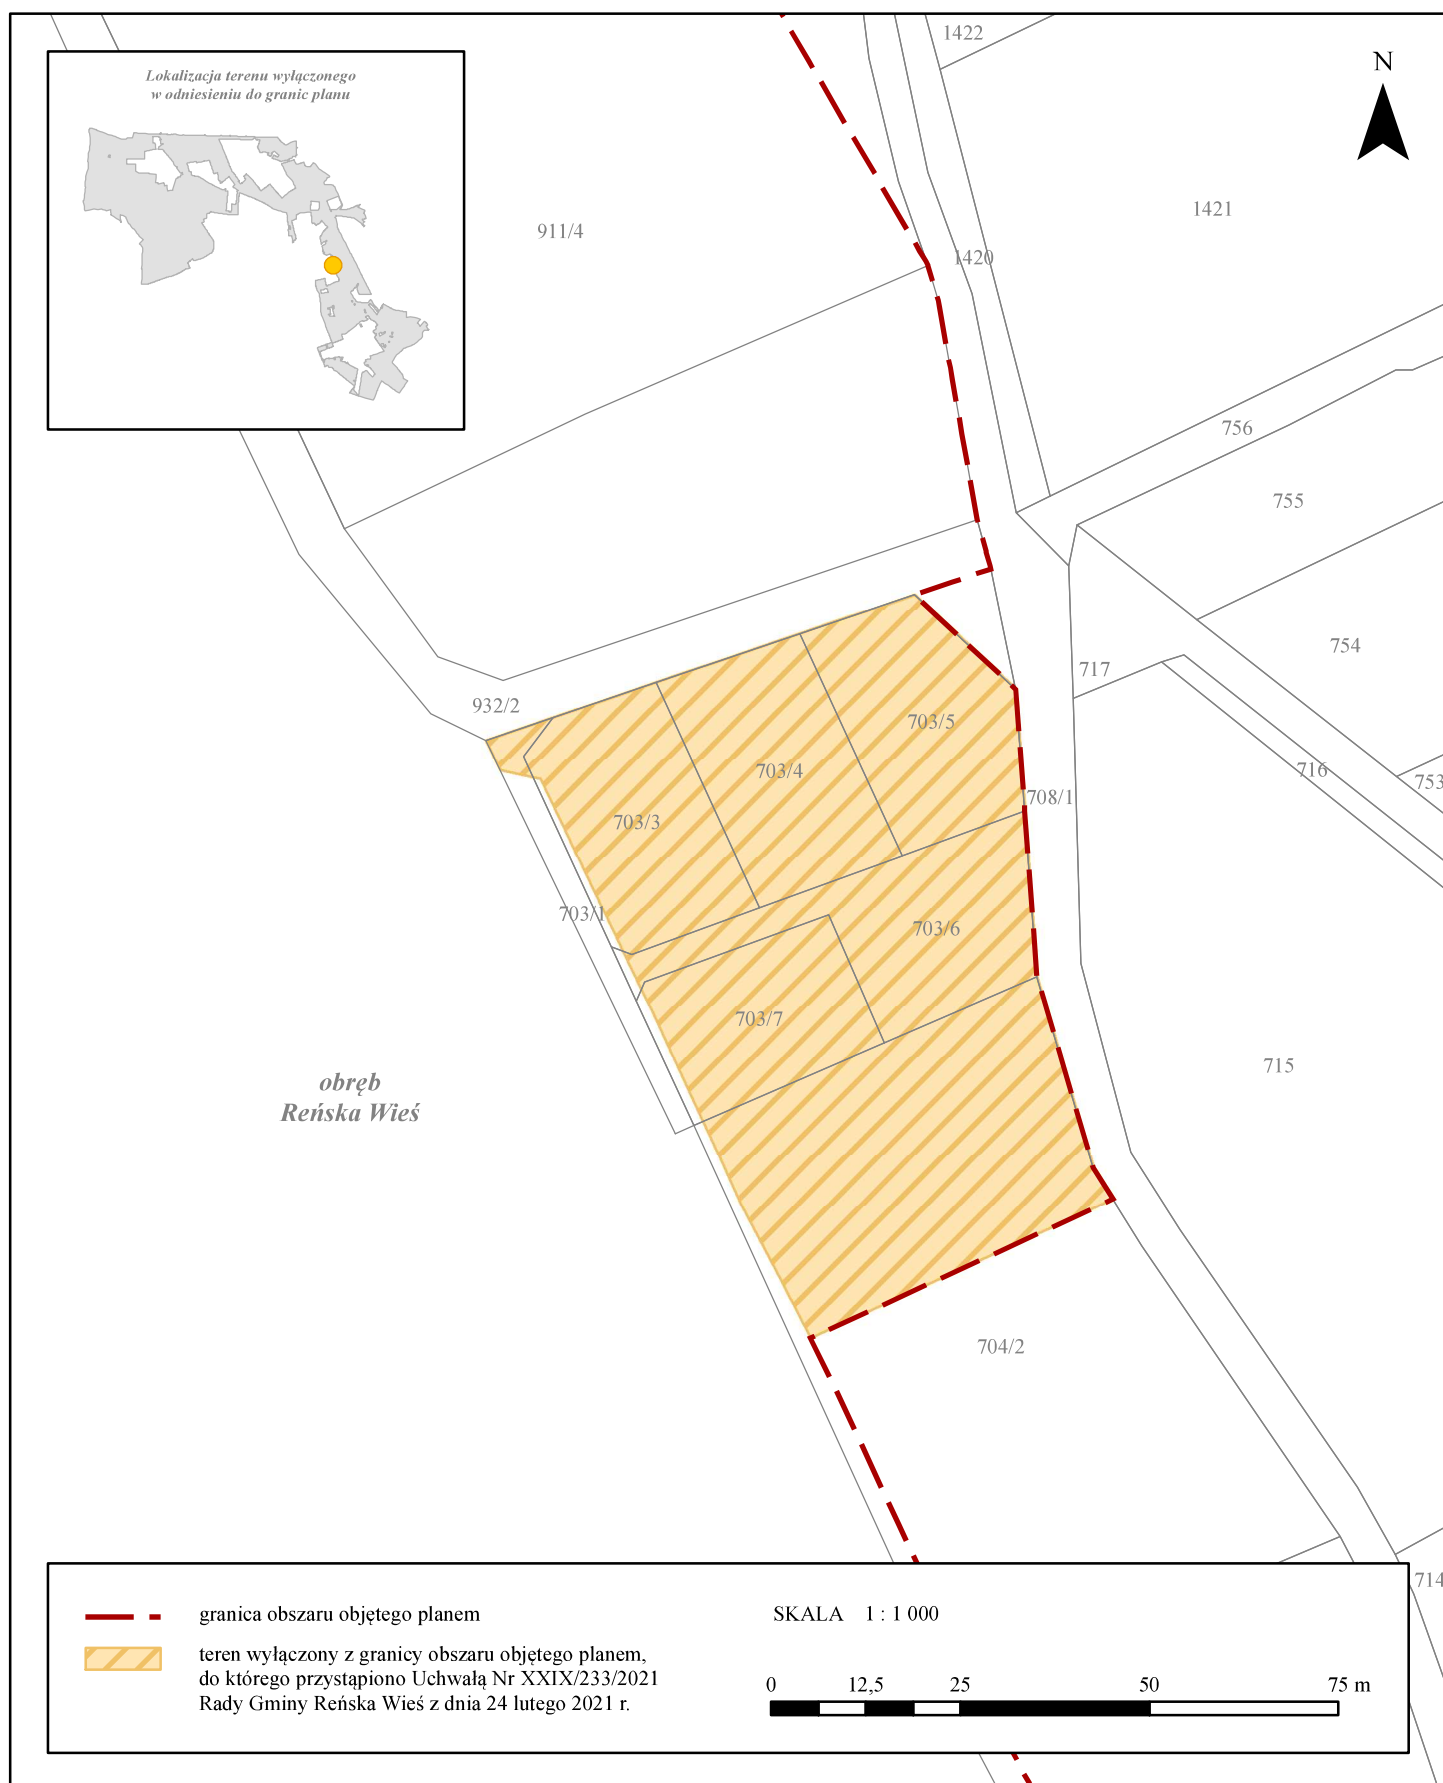 1422
Lokalizacja terenu wyłączonego
w odniesieniu do granic planu
N
1421
911/4
1420
756
755
754
717
932/2
703/5
703/4
716
753
708/1
703/3
703/1
703/6
703/7
715
obręb
Reńska Wieś
704/2
714
granica obszaru objętego planem
SKALA 1 : 1 000
teren wyłączony z granicy obszaru objętego planem,
do którego przystąpiono Uchwałą Nr XXIX/233/2021
Rady Gminy Reńska Wieś z dnia 24 lutego 2021 r.
0 12,5 25 50 75 m